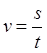 v = s/t